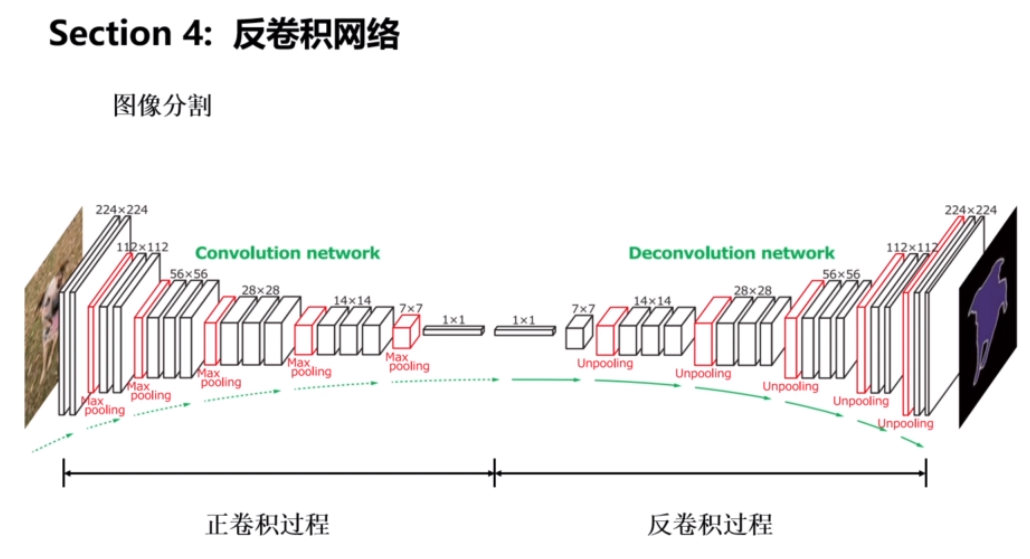 Section 4: 反卷积网络
图像分割
224×224
112×112
56×56
28×28
14×14
7×7
1×1
1×1
7×7
14×14
28×28
56×56
112×112
224×224
Convolution network
Deconvolution network
Max
pooling
Max
pooling
Max
pooling
Max
pooling
Max
pooling
Unpooling
Unpooling
Unpooling
Unpooling
Unpooling
正卷积过程
反卷积过程